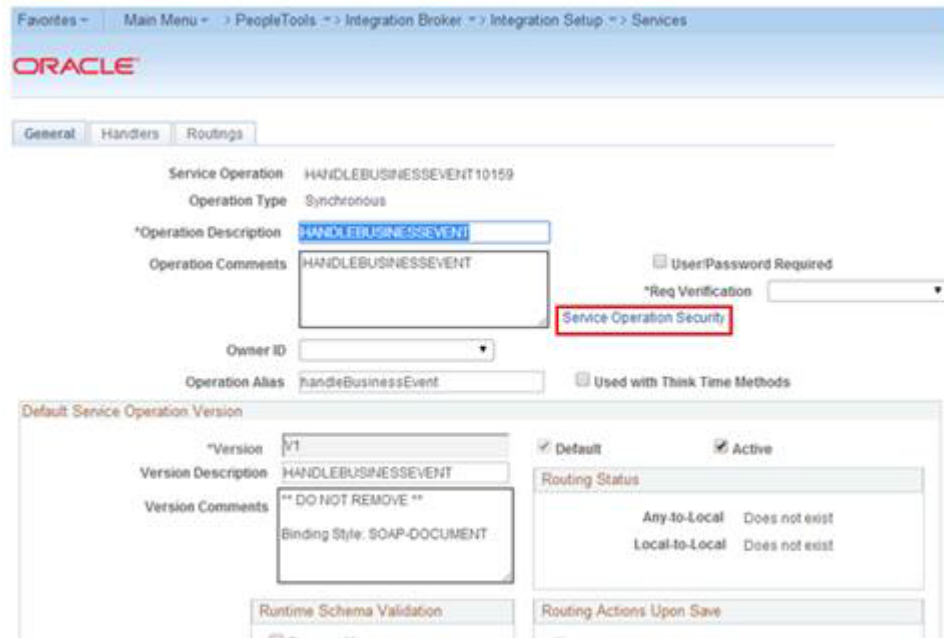 Favorites Main Menu > PeopleTools > Integration Broker > Integration Setup > Services
ORACLE
General Handlers Routings
Service Operation HANDLEBUSINESSEVENT10159
Operation Type Synchronous
*Operation Description HANDLEBUSINESSEVENT
Operation Comments HANDLEBUSINESSEVENT
User/Password Required
*Req Verification
Service Operation Security
Owner ID
Operation Alias handleBusinessEvent Used with Think Time Methods
Default Service Operation Version
*Version V1 Default Active
Version Description HANDLEBUSINESSEVENT Routing Status
Version Comments ** DO NOT REMOVE **
Any-to-Local Does not exist
Binding Style: SOAP-DOCUMENT
Local-to-Local Does not exist
Runtime Schema Validation Routing Actions Upon Save